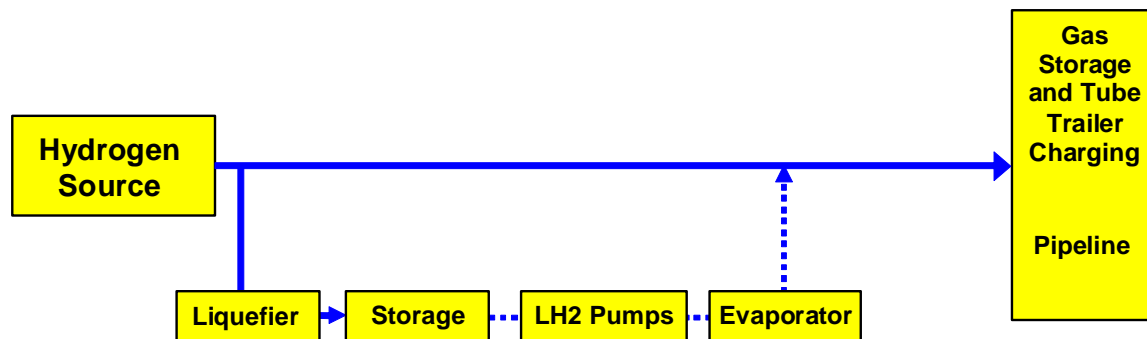 Hydrogen
Source
Gas
Storage
and Tube
Trailer
Charging
Pipeline
Liquefier
Storage
LH2 Pumps
Evaporator